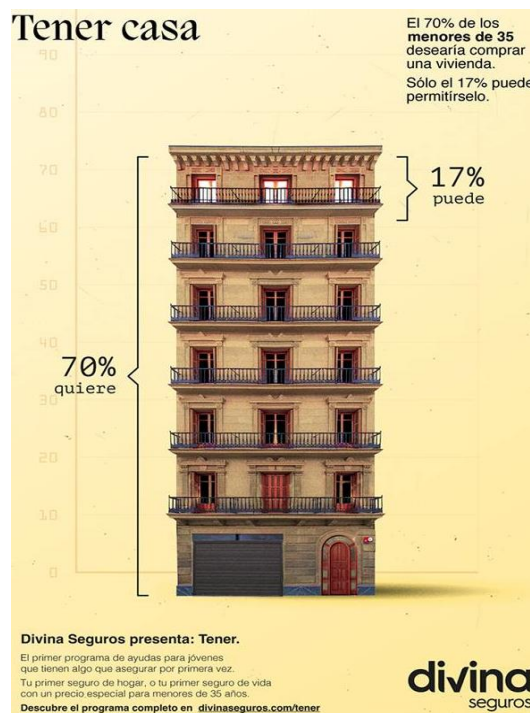 Tener casa
El 70% de los
menores de 35
desearía comprar
una vivienda.
Sólo el 17% puede
permitírselo.
90
80
70
60
50
40
30
20
10
0
17%
puede
70%
quiere
Divina Seguros presenta: Tener.
El primer programa de ayudas para jóvenes
que tienen algo que asegurar por primera vez.
Tu primer seguro de hogar, o tu primer seguro de vida
con un precio especial para menores de 35 años.
Descubre el programa completo en divinaseguros.com/tener
divina
seguros